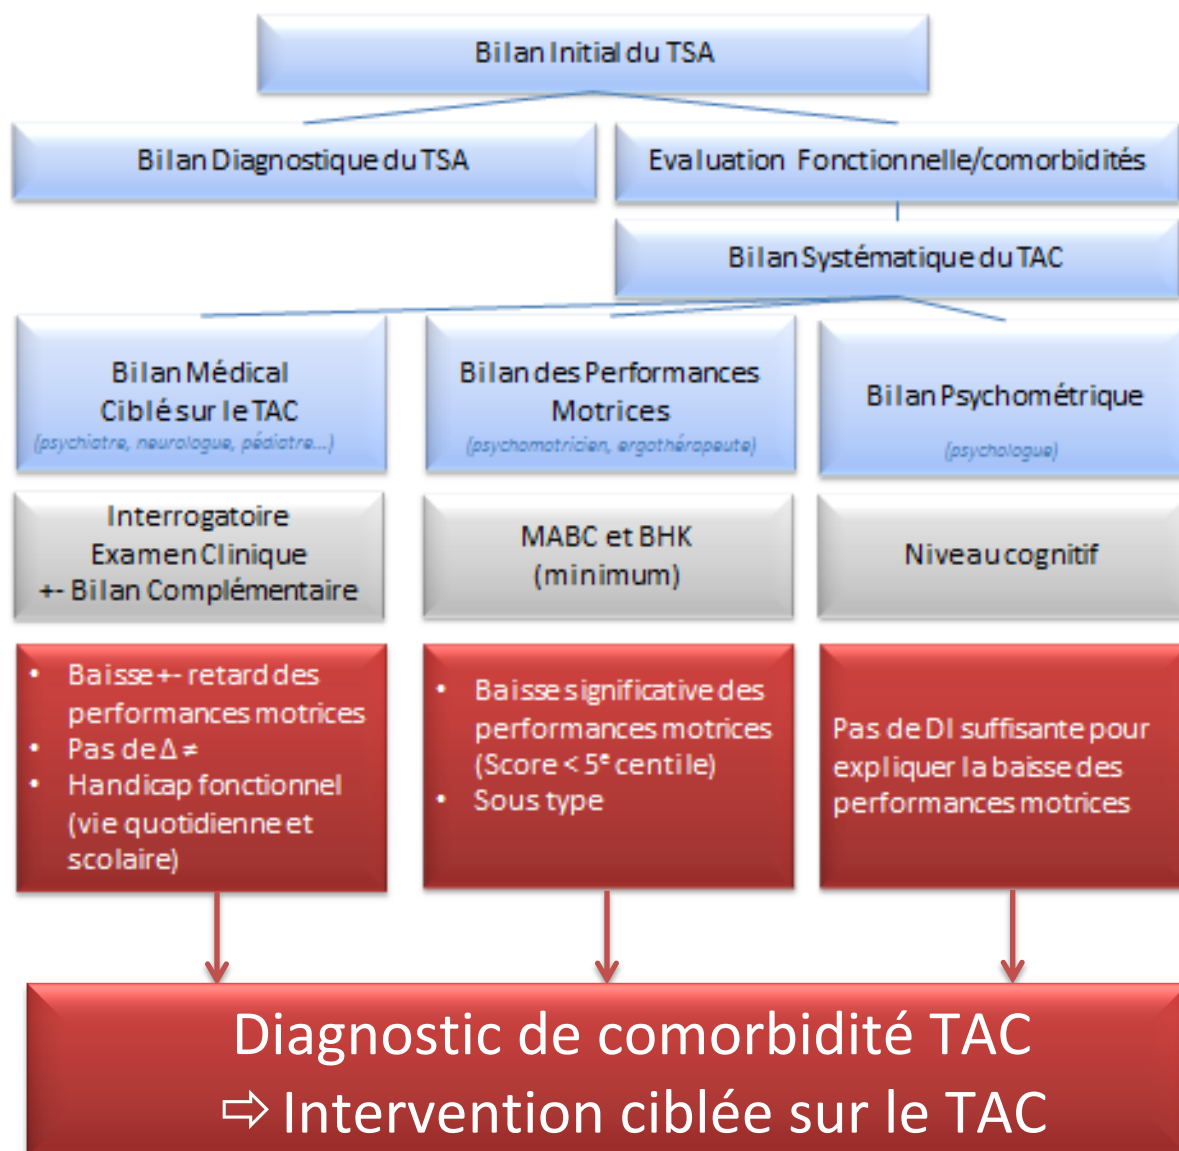 Bilan Initial du TSA
Bilan Diagnostique du TSA
Evaluation Fonctionnelle/comorbidités
Bilan Systématique du TAC
Bilan Médical
Ciblé sur le TAC
(psychiatre, neurologue, pédiatre...)
Bilan des Performances
Motrices
(psychomotricien, ergothérapeute)
Bilan Psychométrique
(psychologue)
Interrogatoire
Examen Clinique
+- Bilan Complémentaire
MABC et BHK
(minimum)
Niveau cognitif
• Baisse +- retard des
performances motrices
• Pas de Δ ≠
• Handicap fonctionnel
(vie quotidienne et
scolaire)
• Baisse significative des
performances motrices
(Score < 5e centile)
• Sous type
Pas de DI suffisante pour
expliquer la baisse des
performances motrices
Diagnostic de comorbidité TAC
⇨ Intervention ciblée sur le TAC